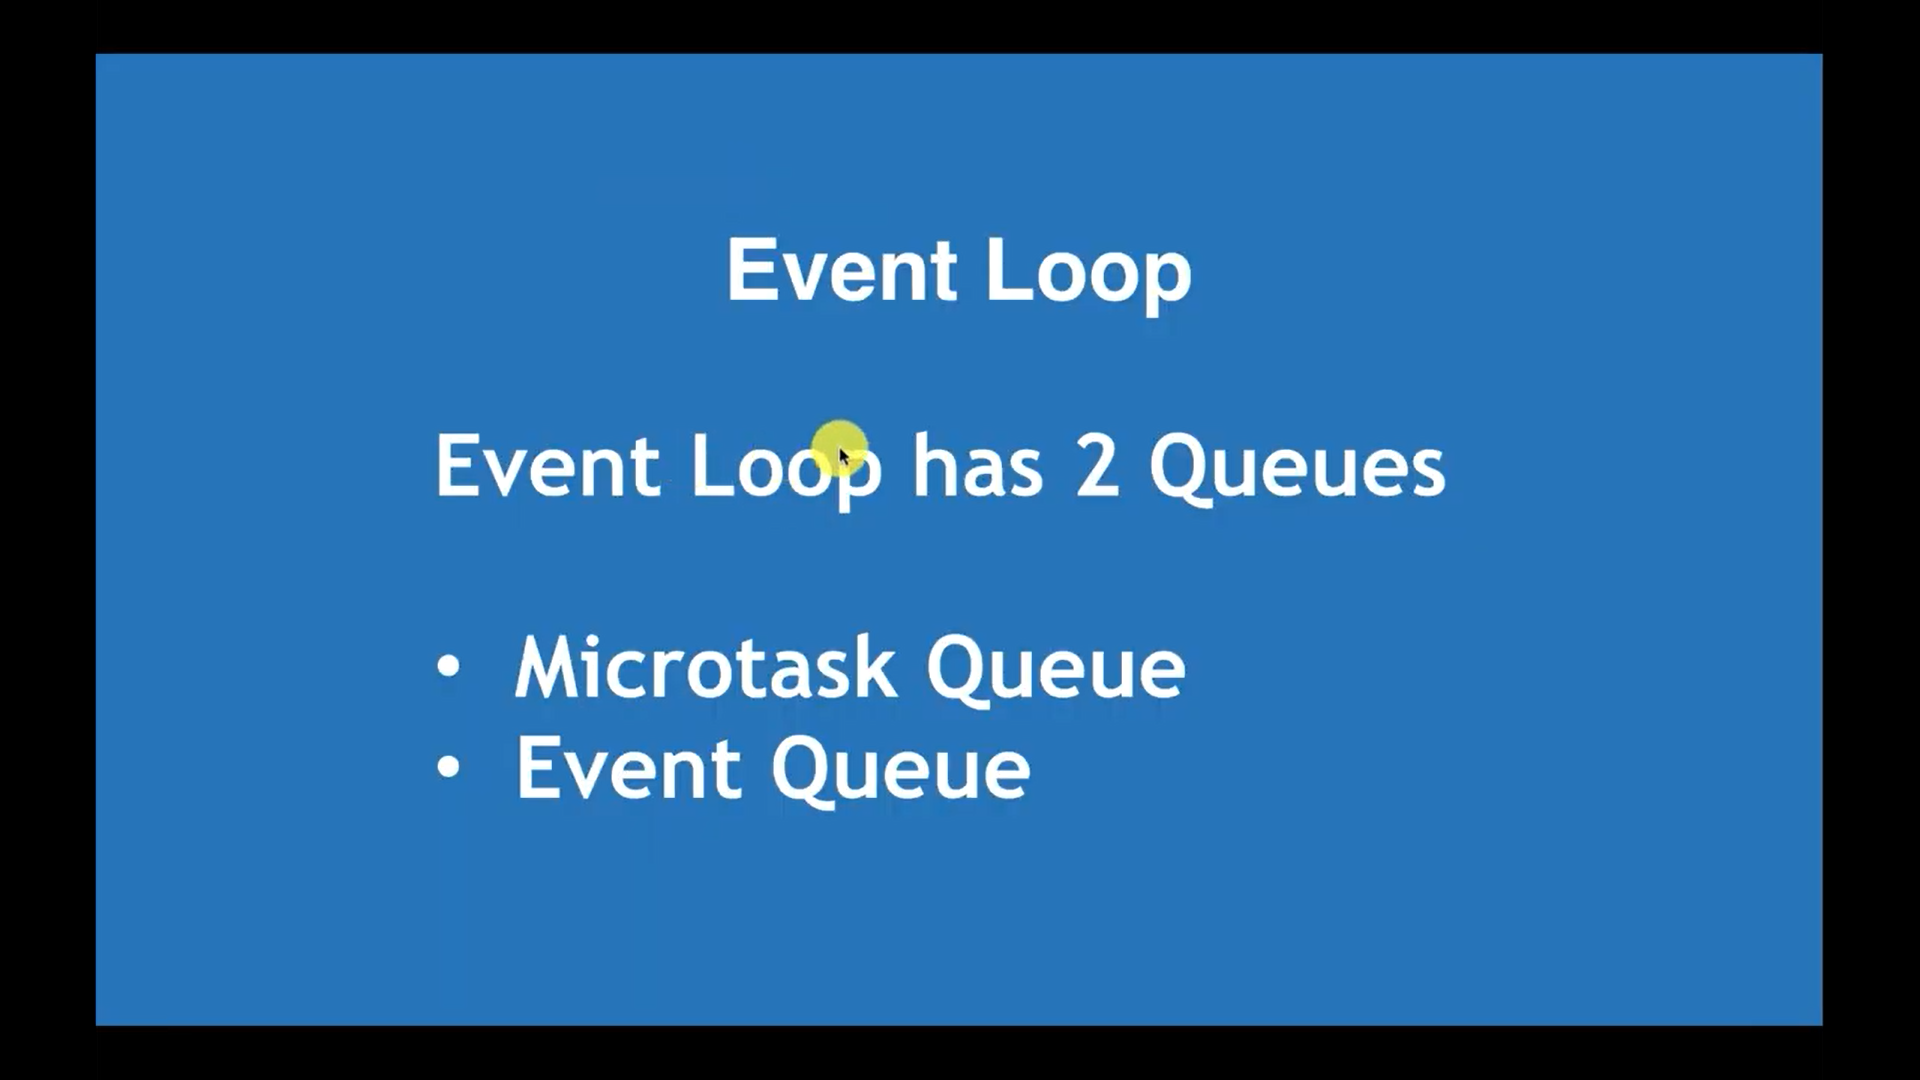 Event Loop
Event Loop has 2 Queues
• Microtask Queue
• Event Queue